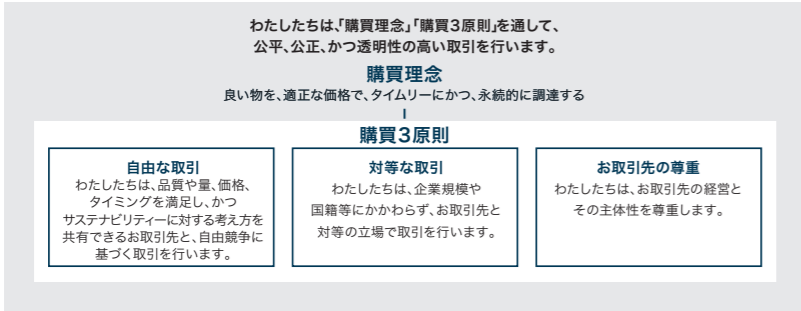 わたしたちは、「購買理念」「購買3原則」を通して、
公平、公正、かつ透明性の高い取引を行います。
購買理念
良い物を、適正な価格で、タイムリーにかつ、永続的に調達する
購買3原則
自由な取引
わたしたちは、品質や量、価格、
タイミングを満足し、かつ
サステナビリティーに対する考え方を
共有できるお取引先と、自由競争に
基づく取引を行います。
対等な取引
わたしたちは、企業規模や
国籍等にかかわらず、お取引先と
対等の立場で取引を行います。
お取引先の尊重
わたしたちは、お取引先の経営と
その主体性を尊重します。